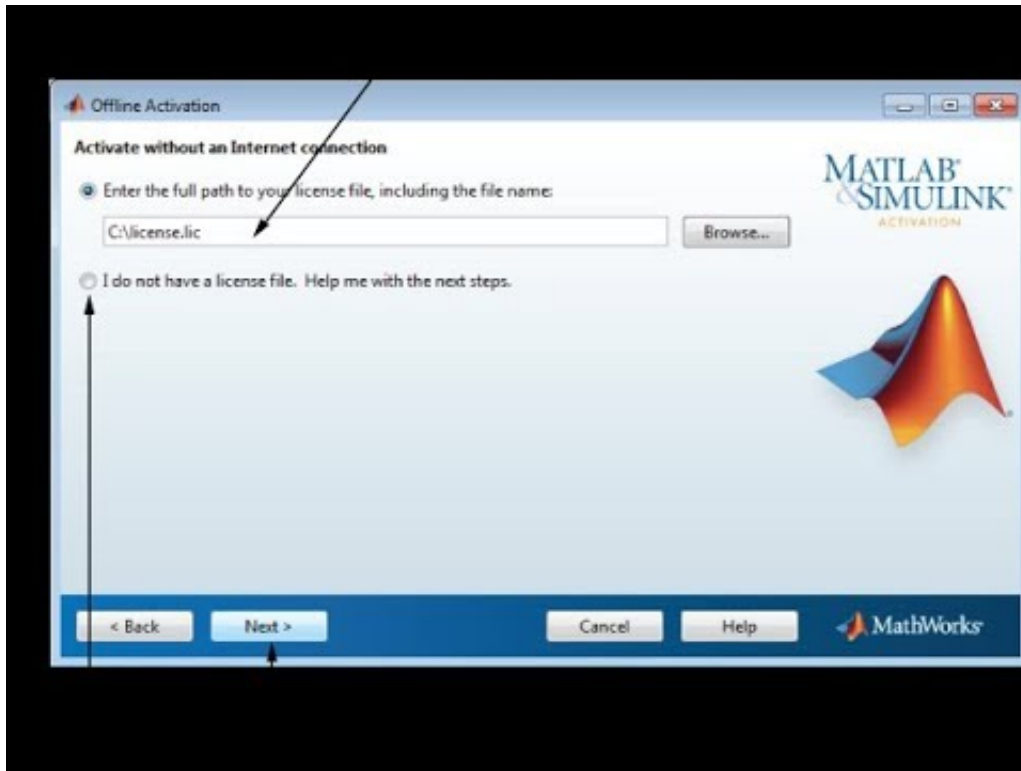 Offline Activation
Activate without an Internet connection
Enter the full path to your license file, including the file name:
C:\license.lic
Browse...
I do not have a license file. Help me with the next steps.
MATLAB®
&SIMULINK®
ACTIVATION
< Back
Next >
Cancel
Help
MathWorks®